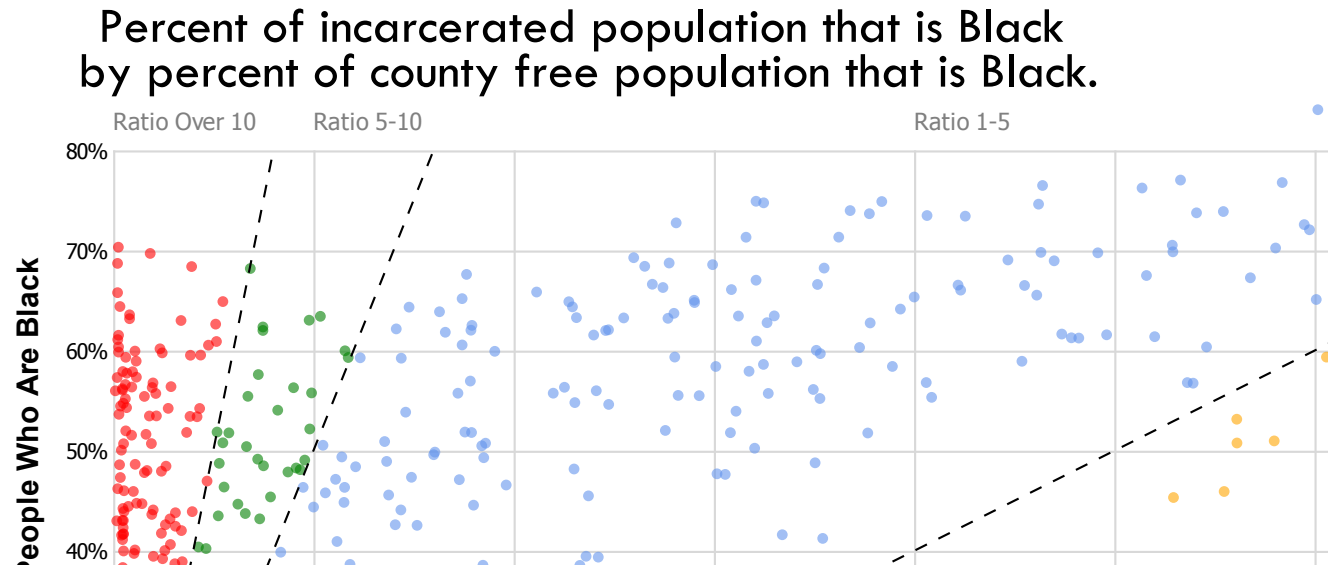 Percent of incarcerated population that is Black
by percent of county free population that is Black.
Ratio Over 10 Ratio 5-10 Ratio 1-5
80%
70%
60%
50%
40%
People Who Are Black